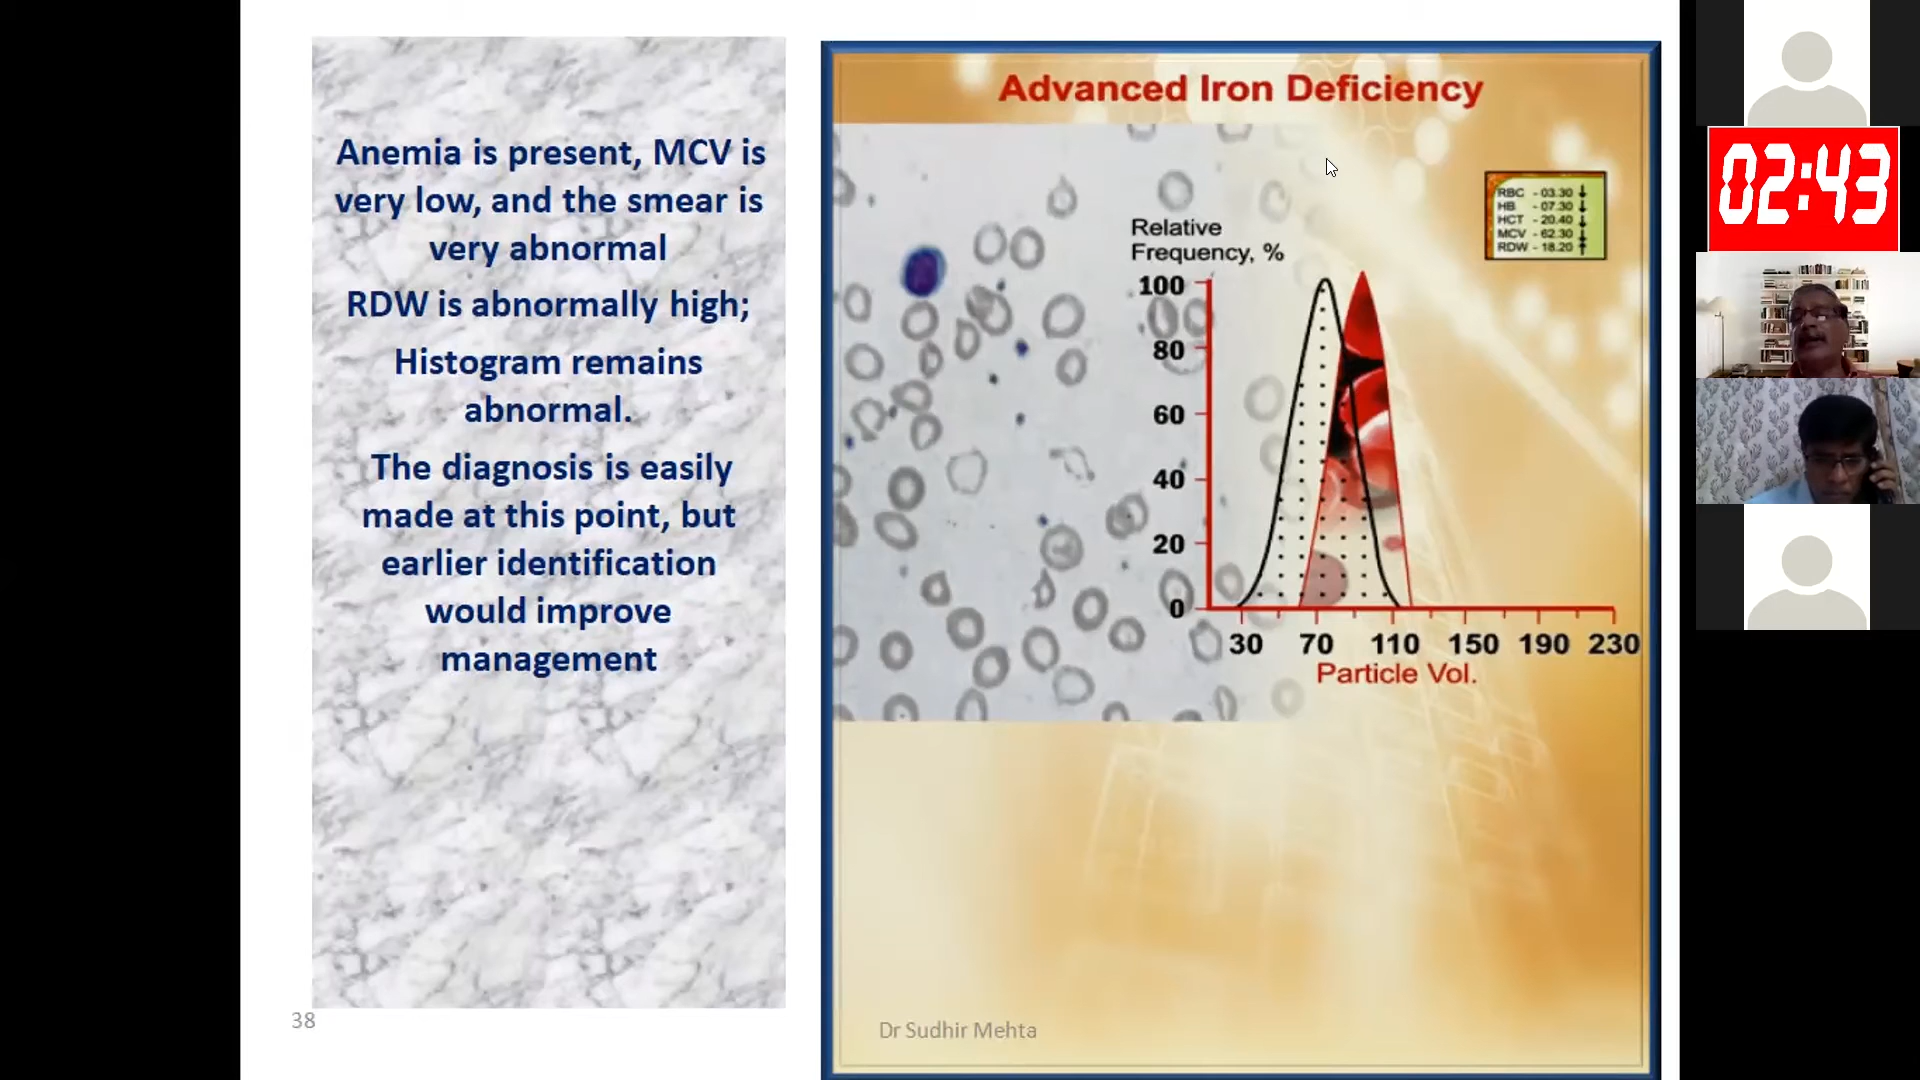 Anemia is present, MCV is
very low, and the smear is
very abnormal
RDW is abnormally high;
Histogram remains
abnormal.
The diagnosis is easily
made at this point, but
earlier identification
would improve
management
38
Advanced Iron Deficiency
RBC - 03.30 ↓
HB - 07.30 ↓
HCT - 20.40 ↓
MCV - 62.30 ↓
RDW - 18.20 ↑
Relative
Frequency, %
100
80
60
40
20
0
30 70 110 150 190 230
Particle Vol.
Dr Sudhir Mehta
02:43